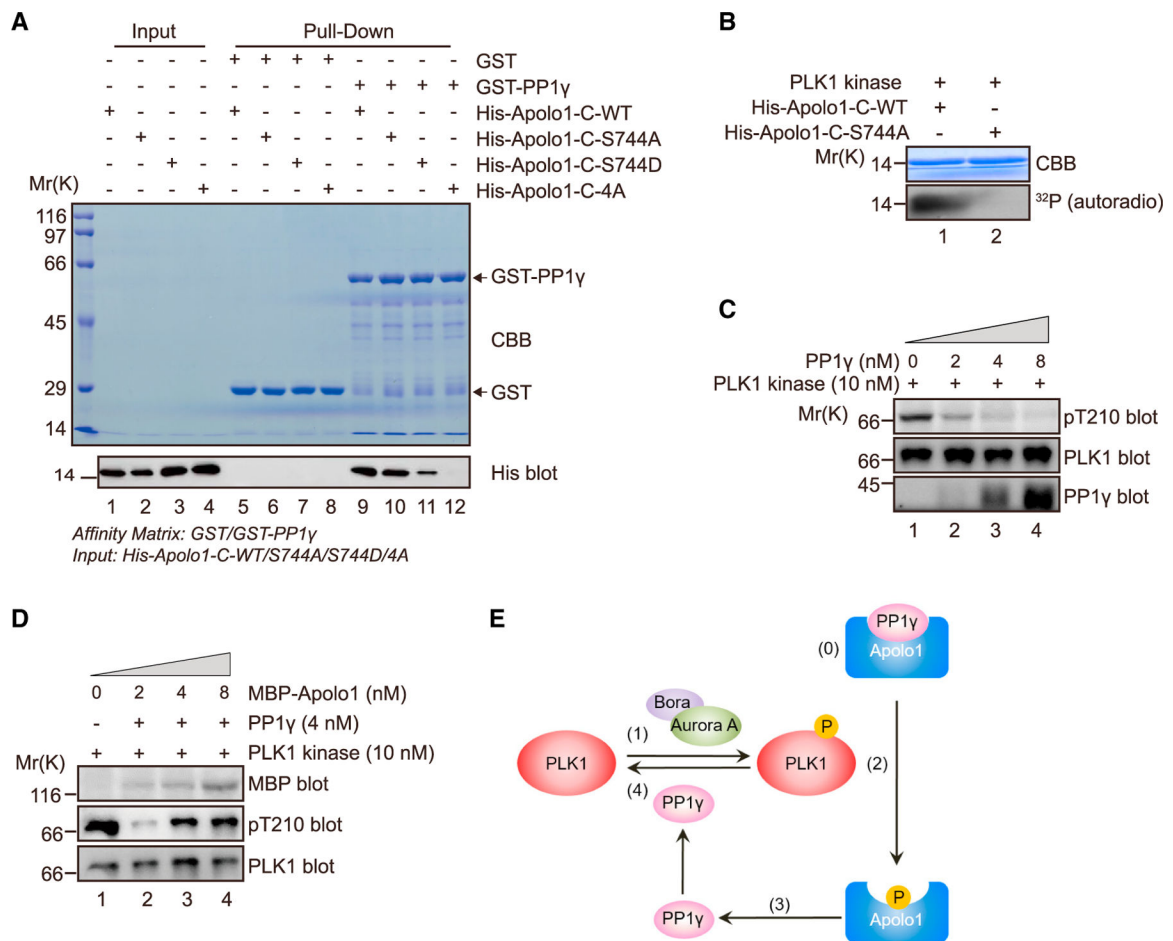 A
Input Pull-Down
- - - - + + + + - - - - GST
- - - - - - - - + + + + GST-PP1γ
+ - - - + - - - + - - - His-Apolo1-C-WT
- + - - - + - - - + - - His-Apolo1-C-S744A
- - + - - - + - - - + - His-Apolo1-C-S744D
- - - + - - - + - - - + His-Apolo1-C-4A
Mr(K)
116
97
66
GST-PP1γ
45
CBB
29
GST
14
14 His blot
1 2 3 4 5 6 7 8 9 10 11 12
Affinity Matrix: GST/GST-PP1γ
Input: His-Apolo1-C-WT/S744A/S744D/4A
B
PLK1 kinase + +
His-Apolo1-C-WT + -
His-Apolo1-C-S744A - +
Mr(K) 14 CBB
14 ³²P (autoradio)
1 2
C
PP1γ (nM) 0 2 4 8
PLK1 kinase (10 nM) + + + +
Mr(K) 66 pT210 blot
66 PLK1 blot
45 PP1γ blot
1 2 3 4
D
0 2 4 8 MBP-Apolo1 (nM)
- + + + PP1γ (4 nM)
+ + + + PLK1 kinase (10 nM)
Mr(K)
116 MBP blot
66 pT210 blot
66 PLK1 blot
1 2 3 4
E
PP1γ
(0) Apolo1
Bora
Aurora A
(1) P
PLK1 PLK1 (2)
(4)
PP1γ
P
PP1γ (3) Apolo1